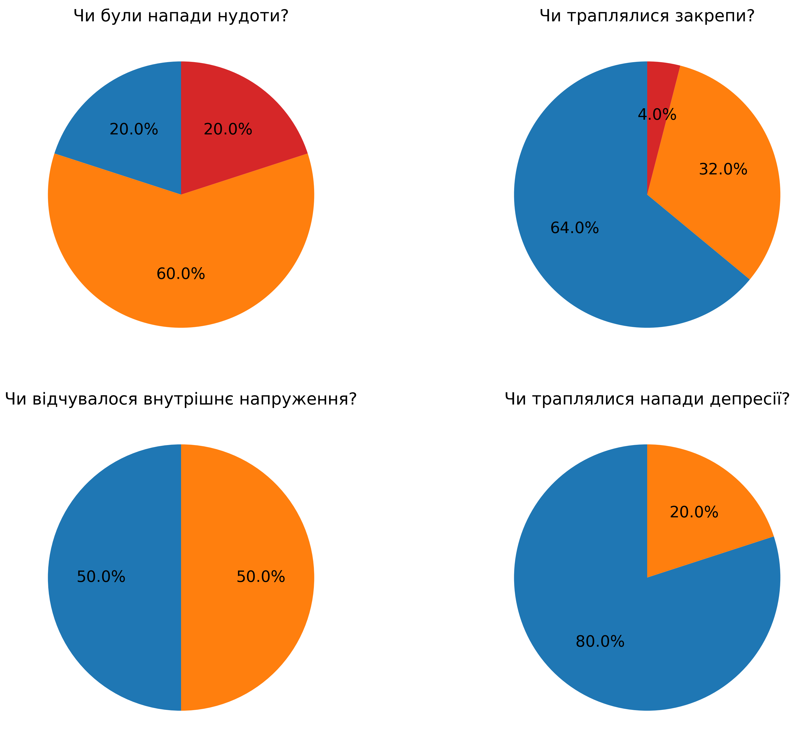 Чи були напади нудоти?
20.0%
20.0%
60.0%
Чи траплялися закрепи?
4.0%
32.0%
64.0%
Чи відчувалося внутрішнє напруження?
50.0%
50.0%
Чи траплялися напади депресії?
20.0%
80.0%